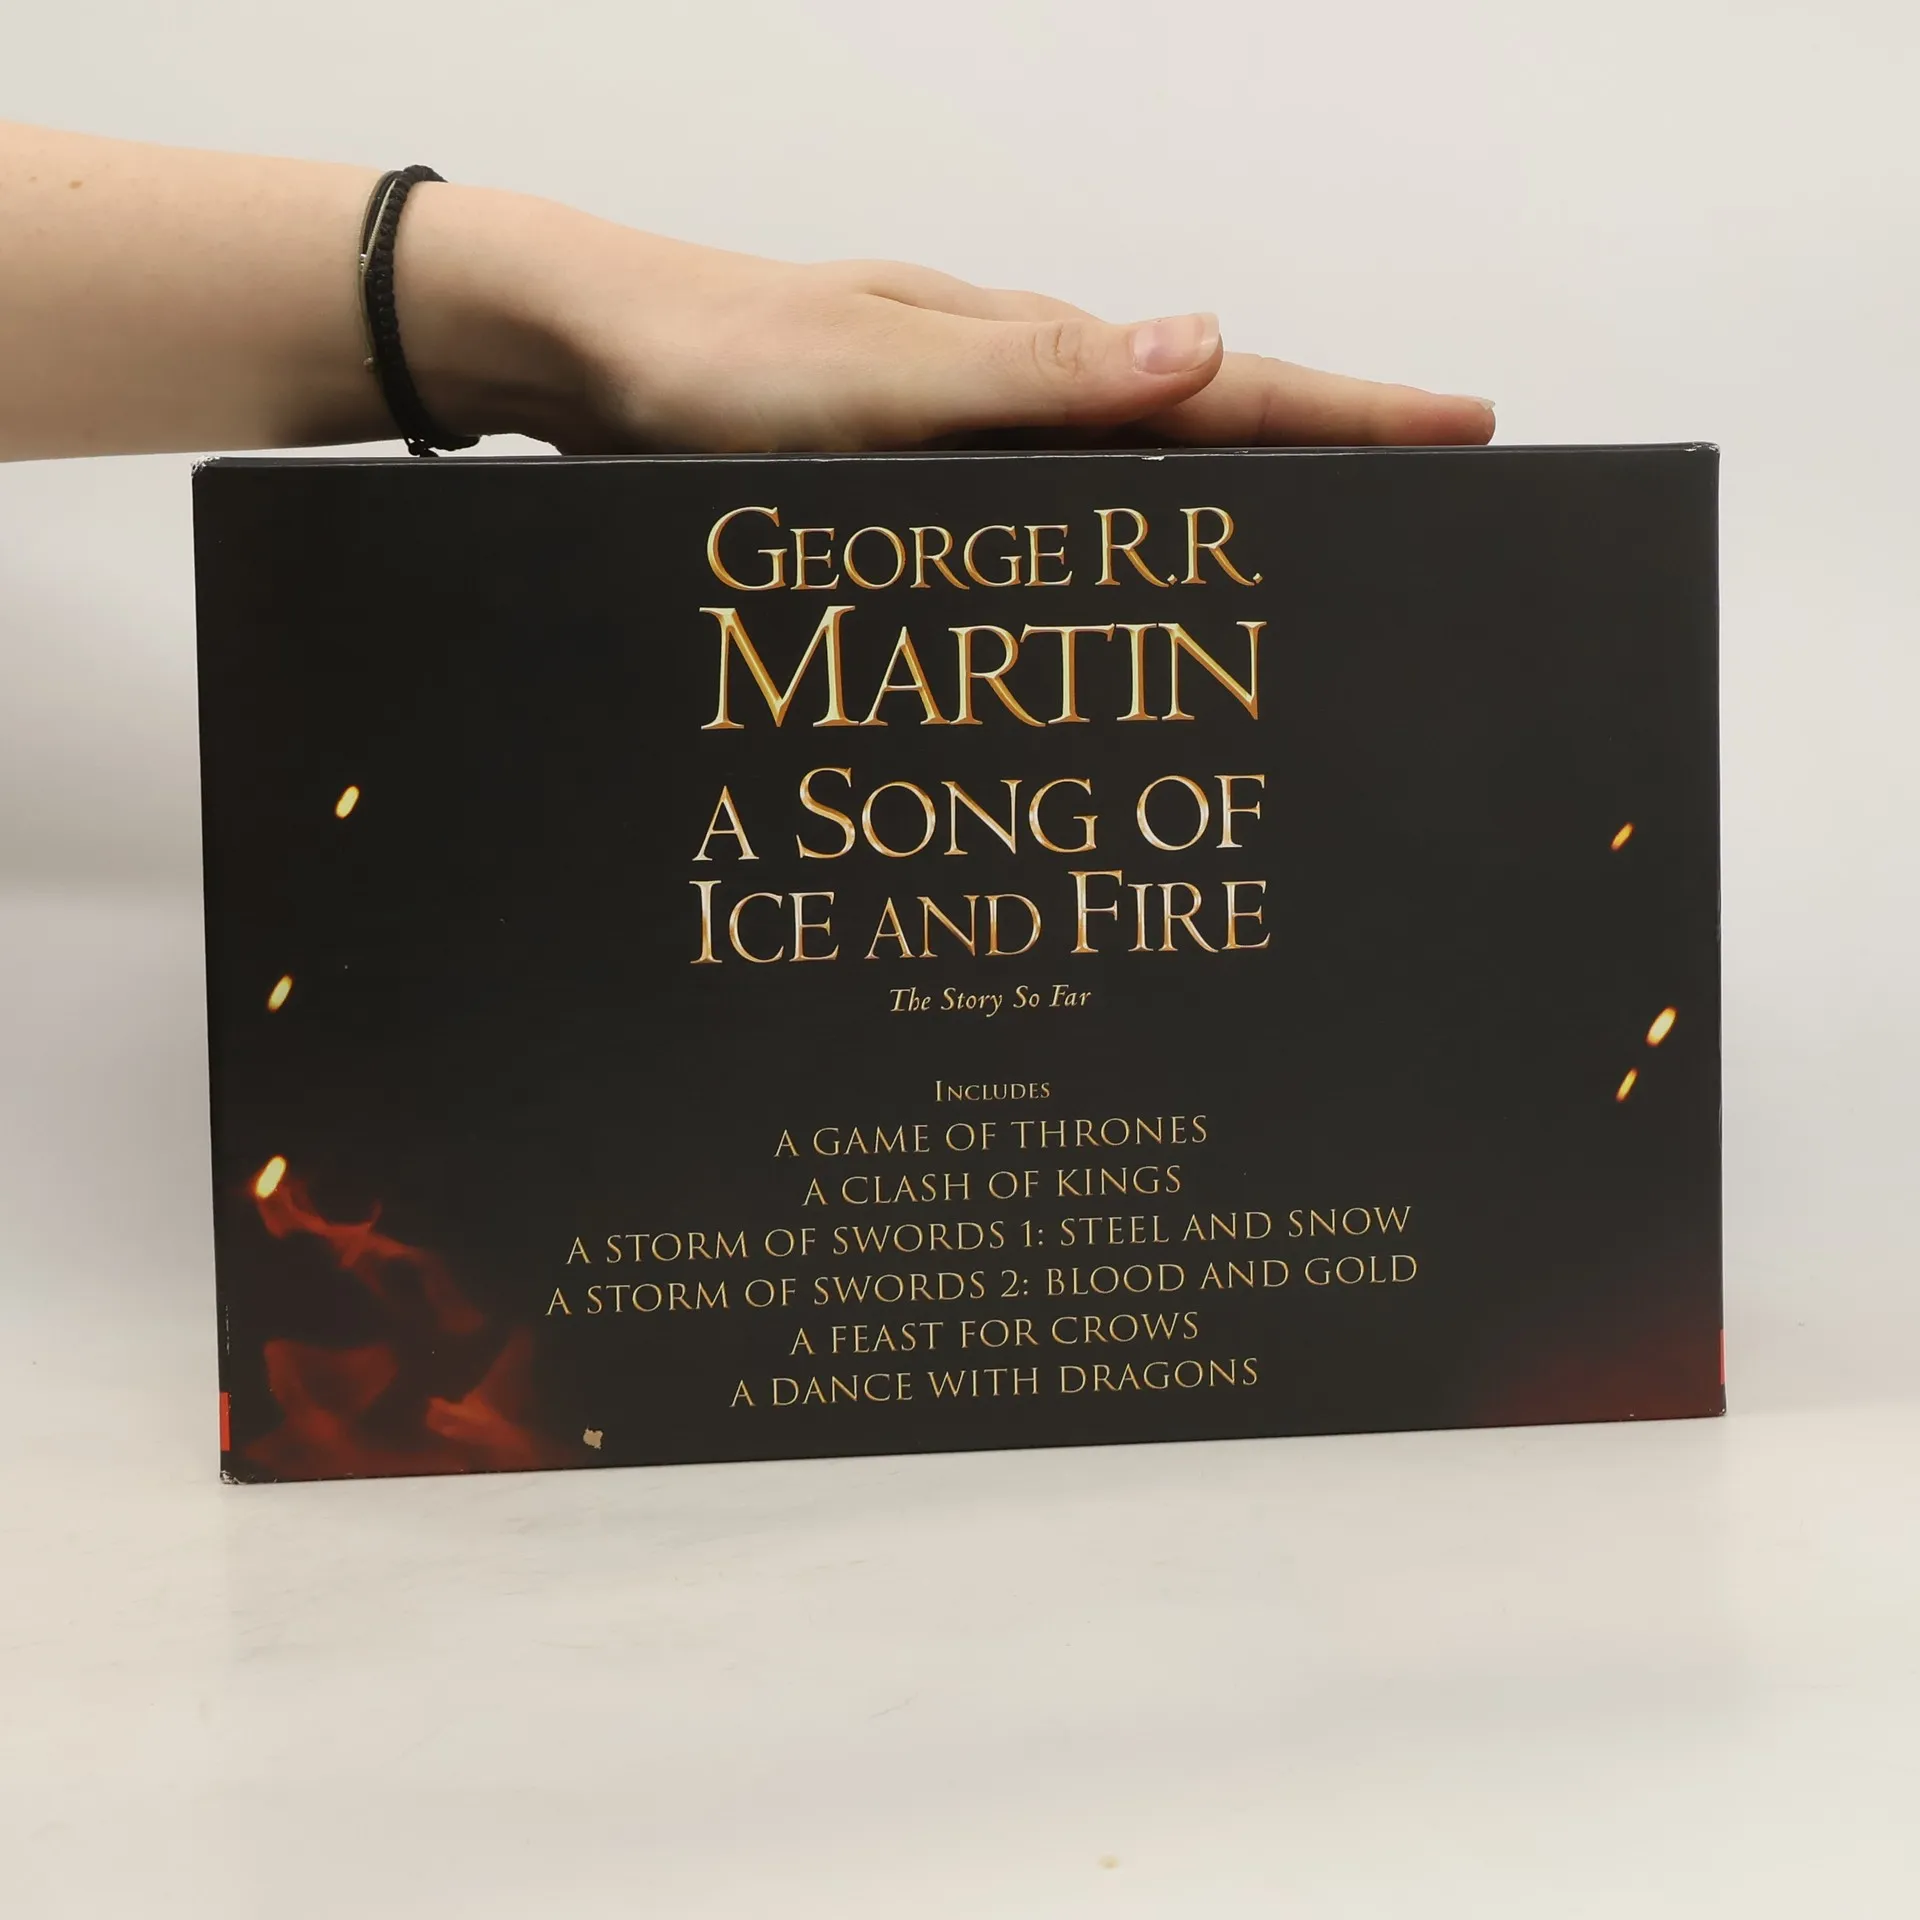 GEORGE R.R.
MARTIN
A SONG OF
ICE AND FIRE
The Story So Far
INCLUDES
A GAME OF THRONES
A CLASH OF KINGS
A STORM OF SWORDS 1: STEEL AND SNOW
A STORM OF SWORDS 2: BLOOD AND GOLD
A FEAST FOR CROWS
A DANCE WITH DRAGONS